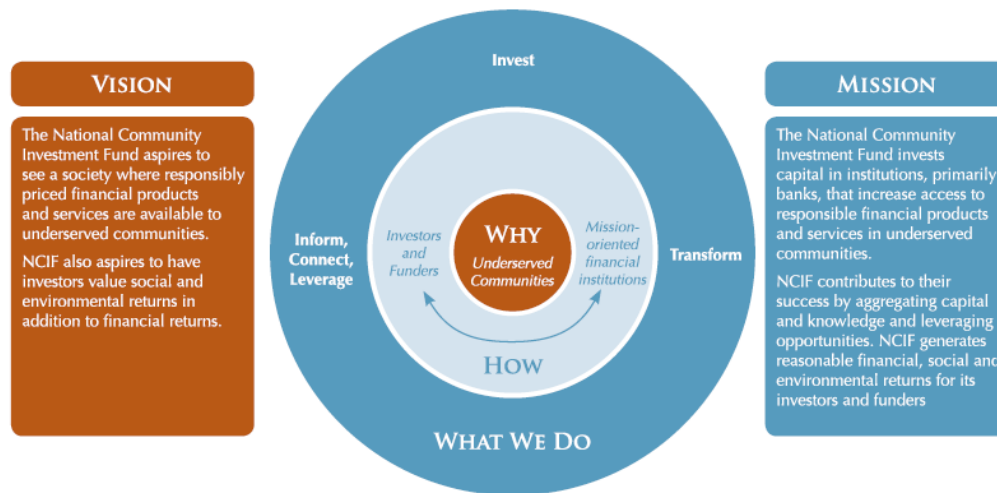 VISION
The National Community
Investment Fund aspires to
see a society where responsibly
priced financial products
and services are available to
underserved communities.
NCIF also aspires to have
investors value social and
environmental returns in
addition to financial returns.
Invest
Inform,
Connect,
Leverage
Investors
and
Funders
WHY
Underserved
Communities
Mission-
oriented
financial
institutions
Transform
HOW
WHAT WE DO
MISSION
The National Community
Investment Fund invests
capital in institutions, primarily
banks, that increase access to
responsible financial products
and services in underserved
communities.
NCIF contributes to their
success by aggregating capital
and knowledge and leveraging
opportunities. NCIF generates
reasonable financial, social and
environmental returns for its
investors and funders